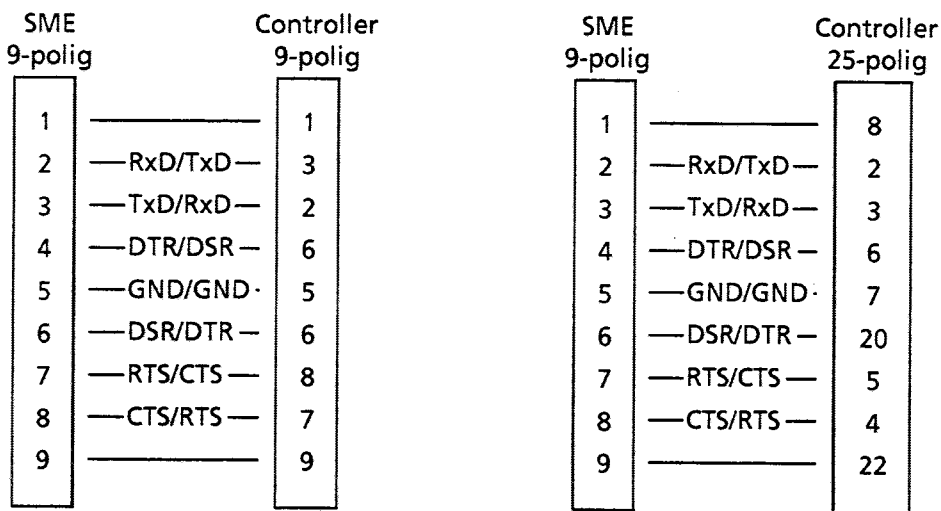 SME Controller
9-polig 9-polig
1 1
2 RxD/TxD 3
3 TxD/RxD 2
4 DTR/DSR 6
5 GND/GND 5
6 DSR/DTR 6
7 RTS/CTS 8
8 CTS/RTS 7
9 9
SME Controller
9-polig 25-polig
1 8
2 RxD/TxD 2
3 TxD/RxD 3
4 DTR/DSR 6
5 GND/GND 7
6 DSR/DTR 20
7 RTS/CTS 5
8 CTS/RTS 4
9 22